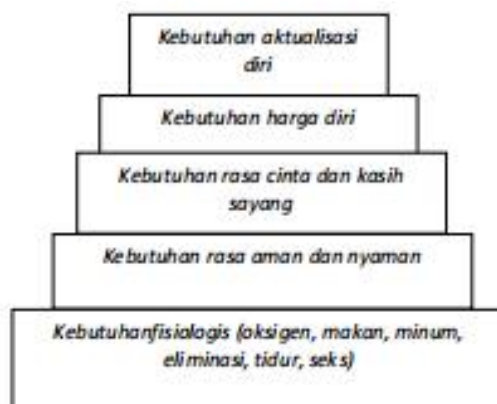 Kebutuhan aktualisasi
diri
Kebutuhan harga diri
Kebutuhan rasa cinta dan kasih
sayang
Kebutuhan rasa aman dan nyaman
Kebutuhanfisialogis (oksigen, makan, minum,
eliminasi, tidur, seks)